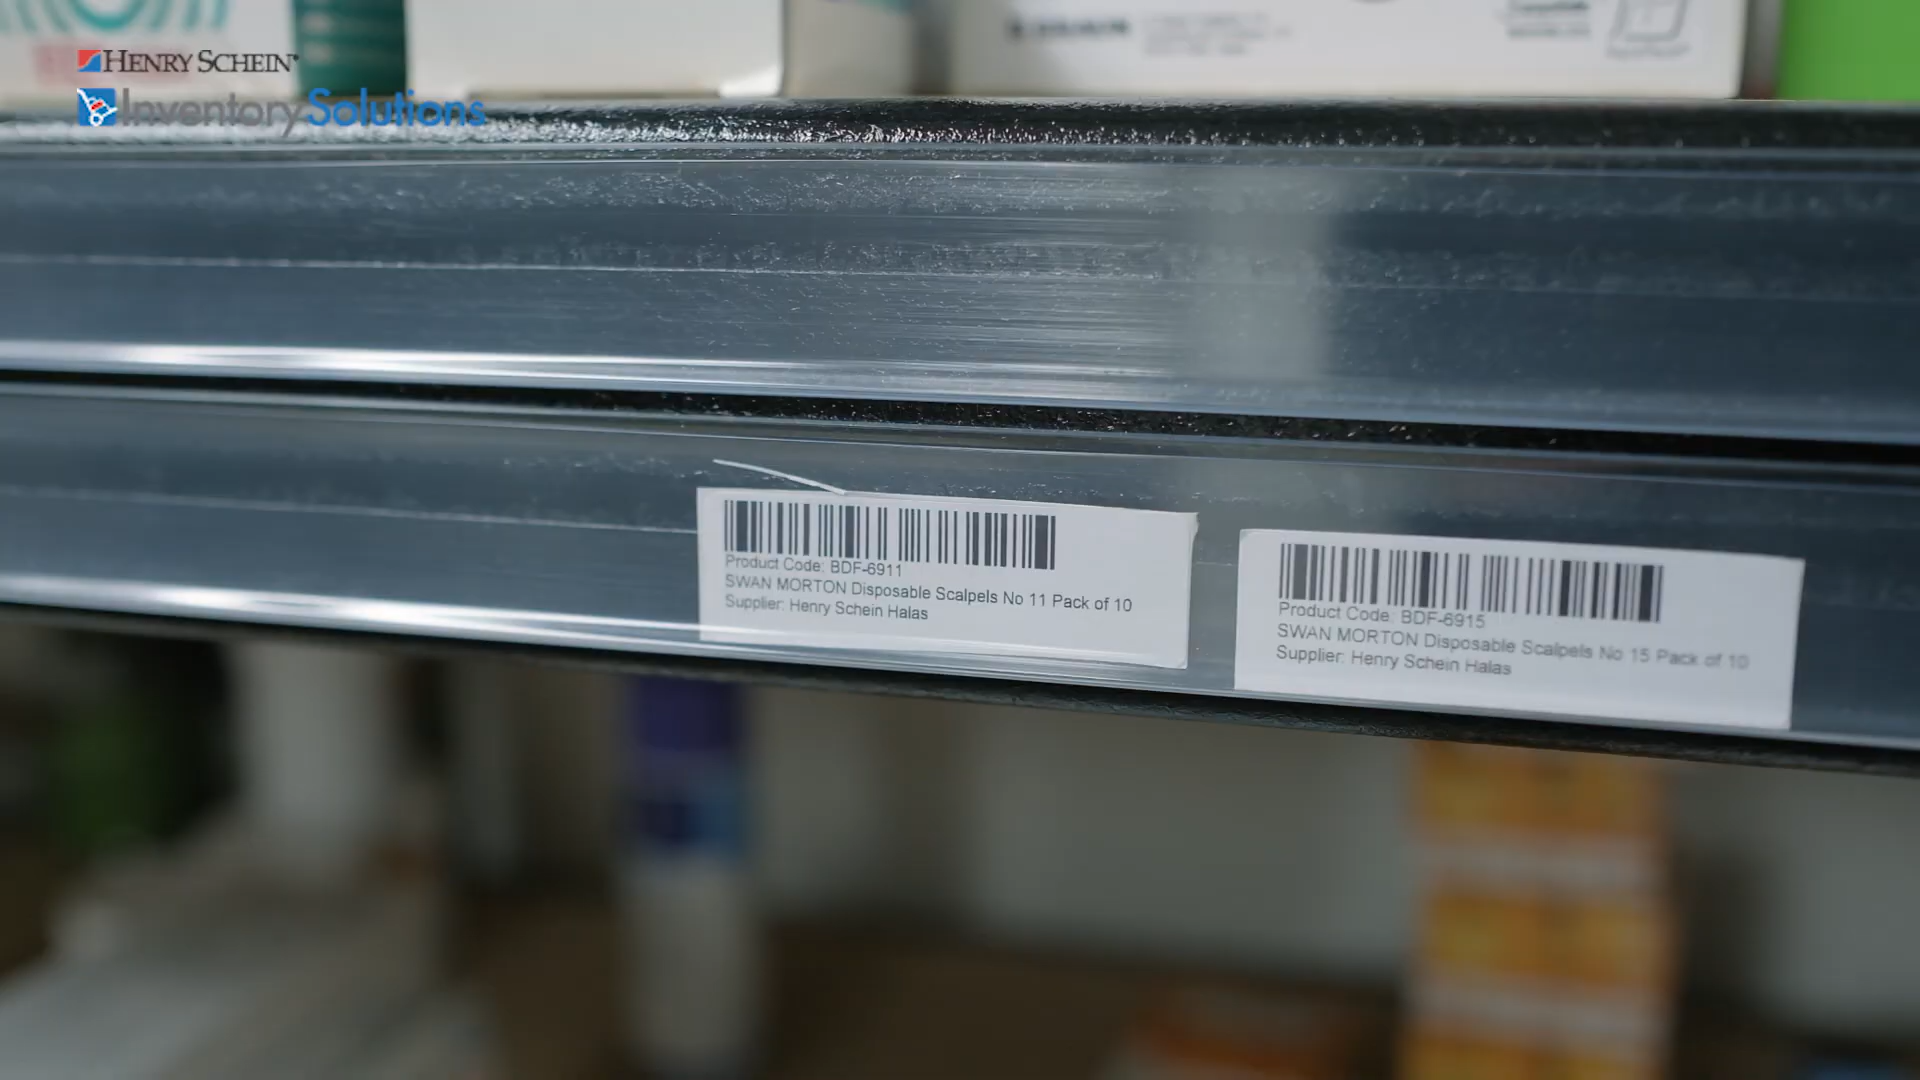 HENRY SCHEIN®
Inventory Solutions
Product Code: BDF-6911
SWAN MORTON Disposable Scalpels No 11 Pack of 10
Supplier: Henry Schein Halas
Product Code: BDF-6915
SWAN MORTON Disposable Scalpels No 15 Pack of 10
Supplier: Henry Schein Halas